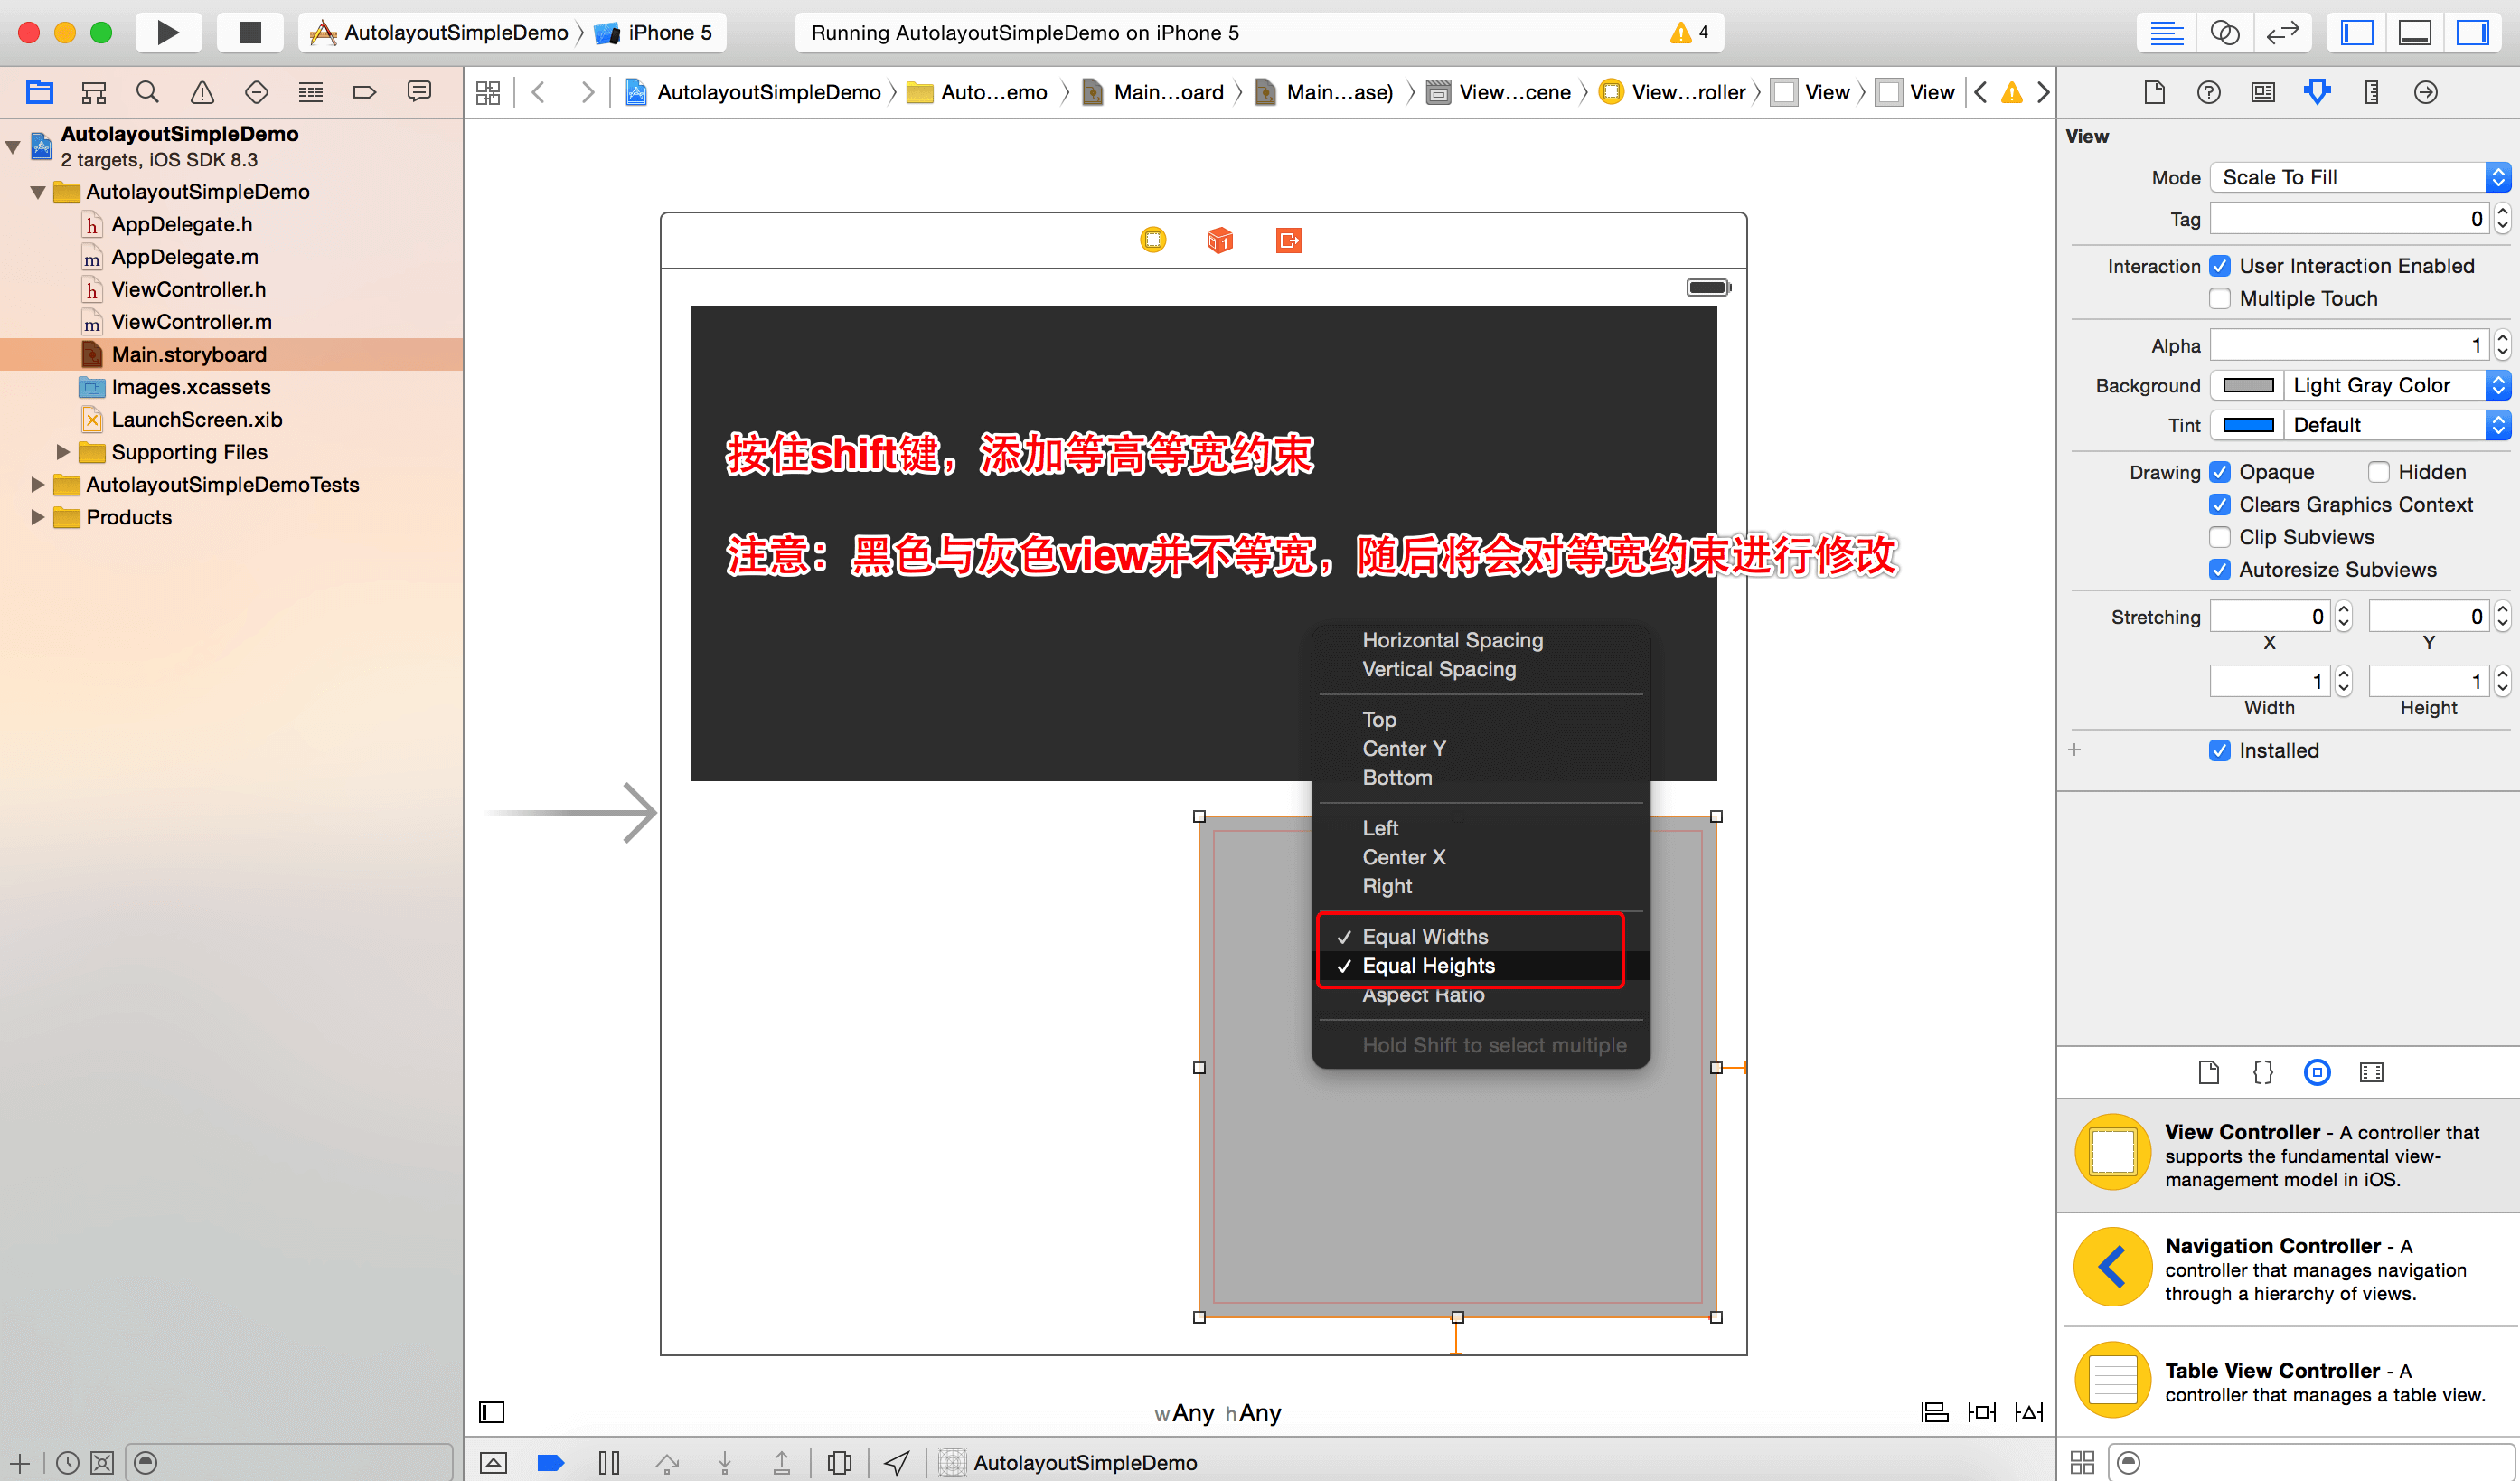 AutolayoutSimpleDemo
iPhone 5
Running AutolayoutSimpleDemo on iPhone 5
4
AutolayoutSimpleDemo
Auto...emo
Main...oard
Main...ase)
View...cene
View...roller
View
View
AutolayoutSimpleDemo
2 targets, iOS SDK 8.3
AutolayoutSimpleDemo
AppDelegate.h
AppDelegate.m
ViewController.h
ViewController.m
Main.storyboard
Images.xcassets
LaunchScreen.xib
Supporting Files
AutolayoutSimpleDemoTests
Products
按住shift键，添加等高等宽约束
注意：黑色与灰色view并不等宽，随后将会对等宽约束进行修改
Horizontal Spacing
Vertical Spacing
Top
Center Y
Bottom
Left
Center X
Right
✓ Equal Widths
✓ Equal Heights
Aspect Ratio
Hold Shift to select multiple
wAny hAny
AutolayoutSimpleDemo
View
Mode Scale To Fill
Tag 0
Interaction User Interaction Enabled
Multiple Touch
Alpha 1
Background Light Gray Color
Tint Default
Drawing Opaque Hidden
Clears Graphics Context
Clip Subviews
Autoresize Subviews
Stretching 0 0
X Y
1 1
Width Height
Installed
View Controller - A controller that
supports the fundamental view-
management model in iOS.
Navigation Controller - A
controller that manages navigation
through a hierarchy of views.
Table View Controller - A
controller that manages a table view.